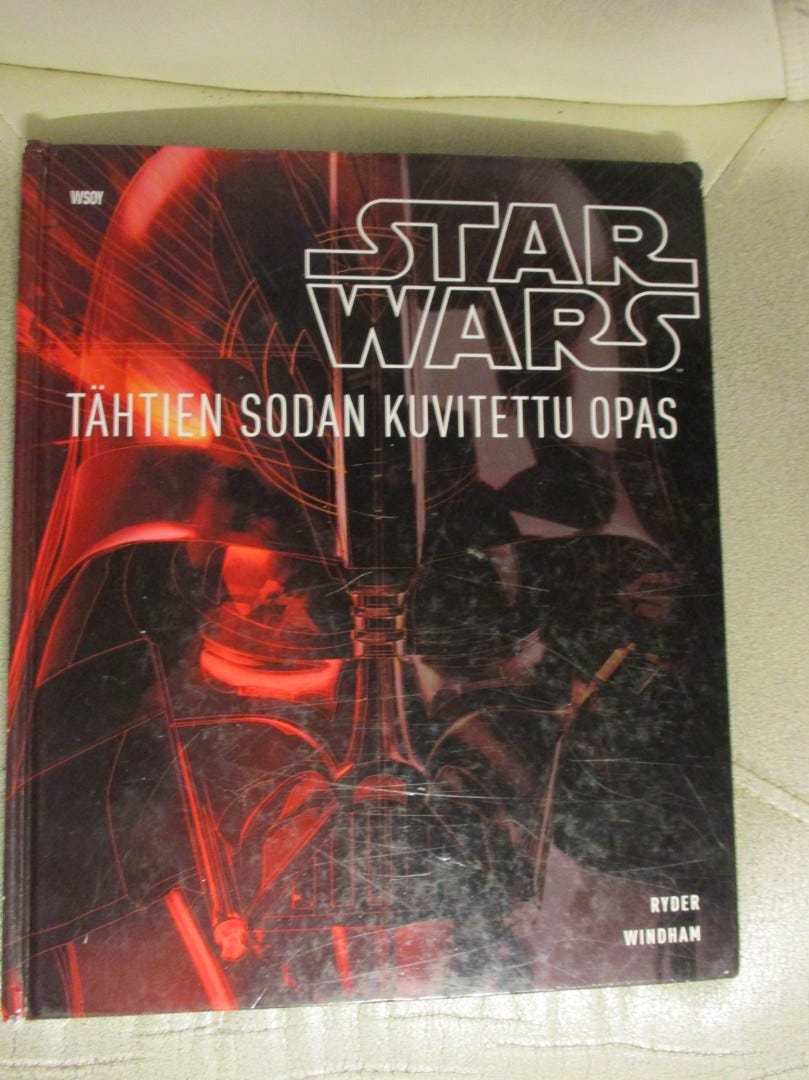 WSOY
STAR
WARS
TÄHTIEN SODAN KUVITETTU OPAS
RYDER
WINDHAM